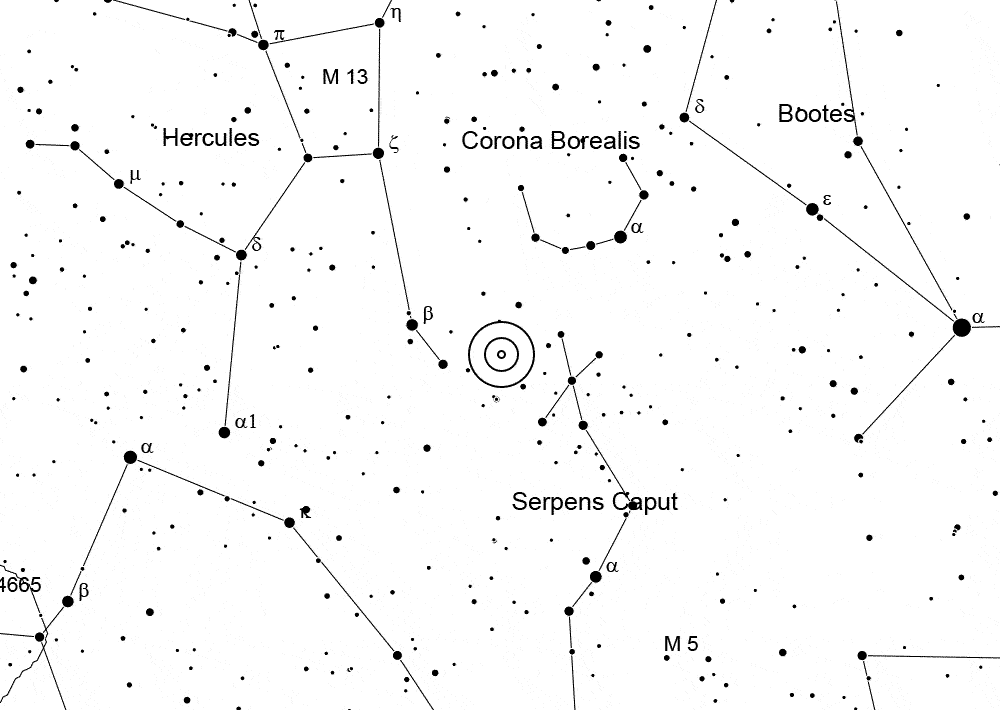 η
π
M 13
δ
Hercules
ζ
Corona Borealis
Bootes
μ
ε
α
δ
β
α
α1
α
κ
Serpens Caput
α
4665
β
M 5